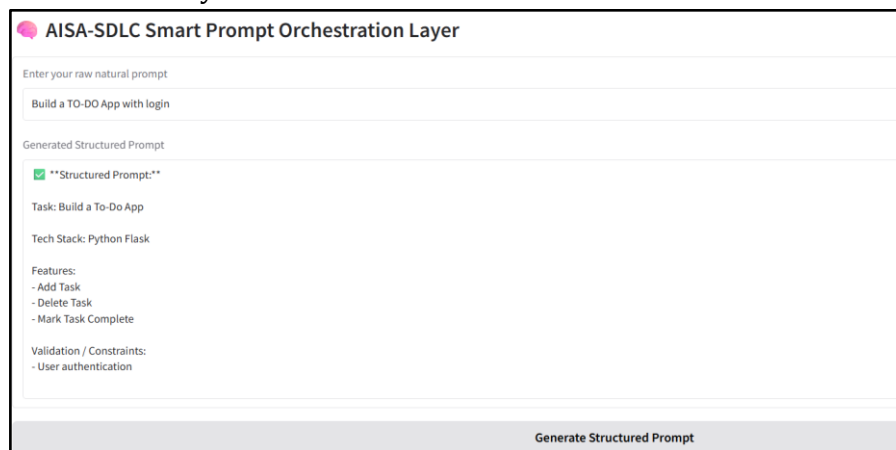 AISA-SDLC Smart Prompt Orchestration Layer
Enter your raw natural prompt
Build a TO-DO App with login
Generated Structured Prompt
✅ **Structured Prompt:**
Task: Build a To-Do App
Tech Stack: Python Flask
Features:
- Add Task
- Delete Task
- Mark Task Complete
Validation / Constraints:
- User authentication
Generate Structured Prompt